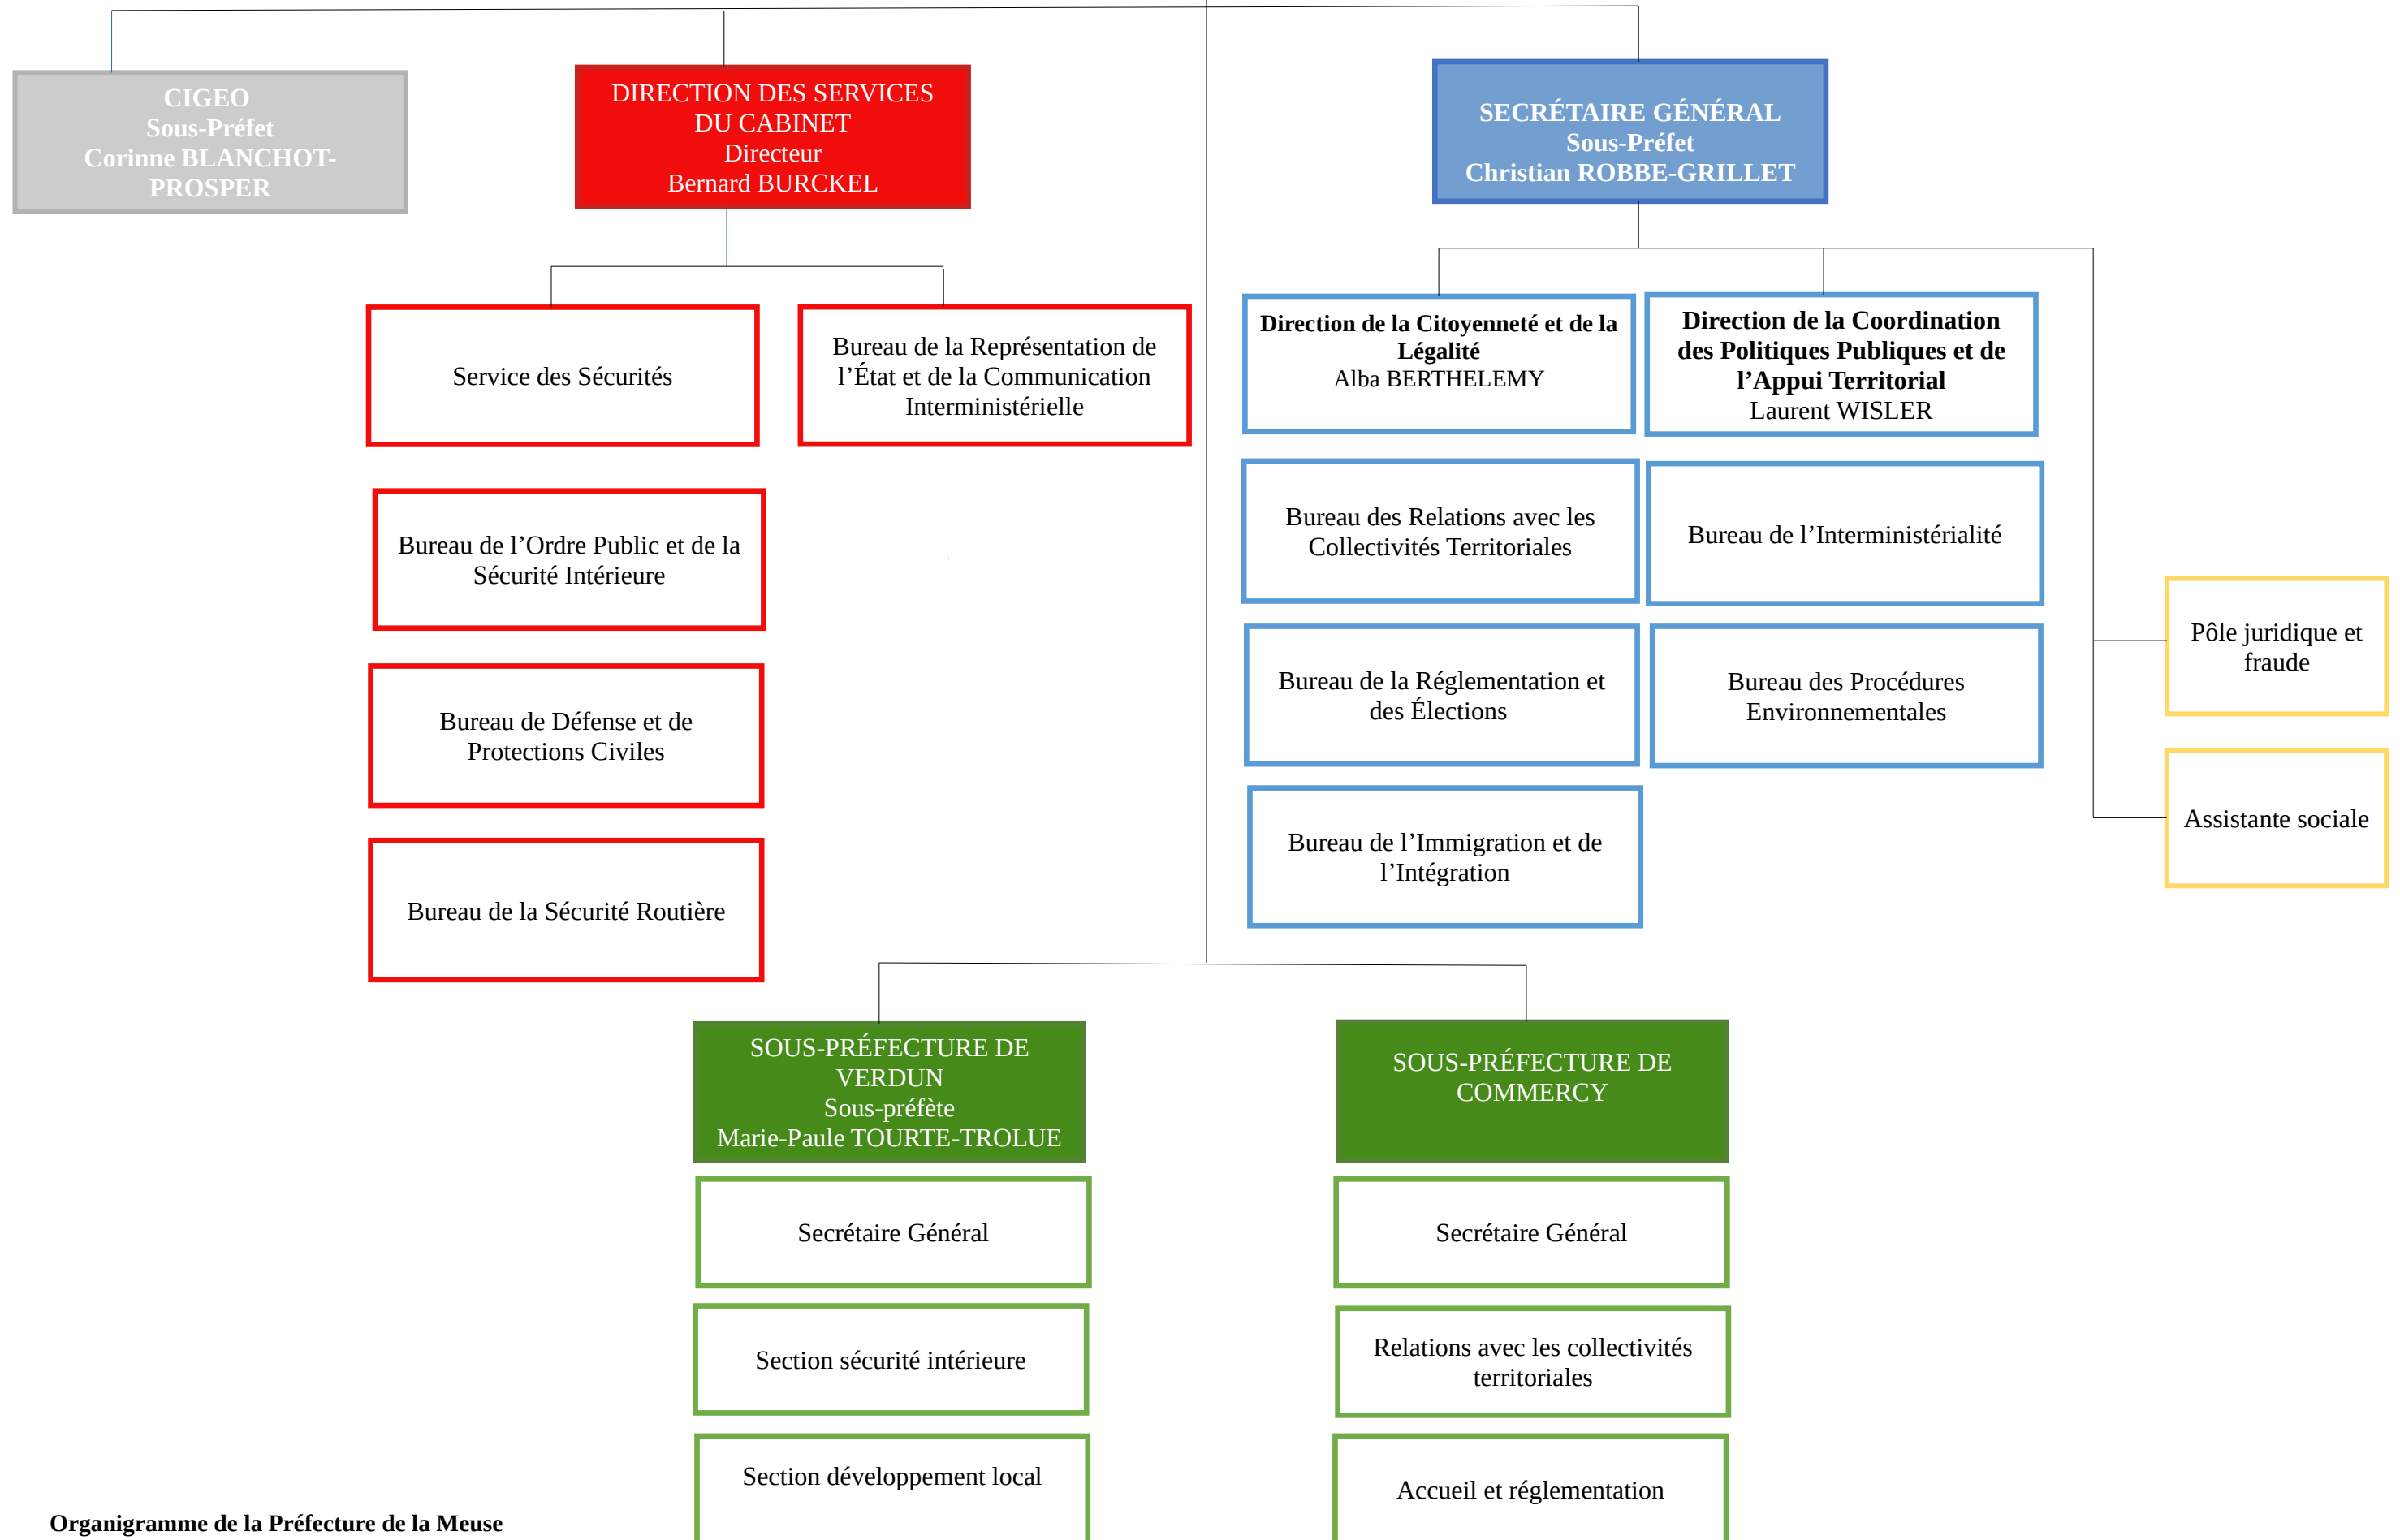 CIGEO
Sous-Préfet
Corinne BLANCHOT-
PROSPER
DIRECTION DES SERVICES
DU CABINET
Directeur
Bernard BURCKEL
SECRÉTAIRE GÉNÉRAL
Sous-Préfet
Christian ROBBE-GRILLET
Service des Sécurités
Bureau de la Représentation de
l’État et de la Communication
Interministérielle
Direction de la Citoyenneté et de la
Légalité
Alba BERTHELEMY
Direction de la Coordination
des Politiques Publiques et de
l’Appui Territorial
Laurent WISLER
Bureau de l’Ordre Public et de la
Sécurité Intérieure
Bureau des Relations avec les
Collectivités Territoriales
Bureau de l’Interministérialité
Pôle juridique et
fraude
Bureau de Défense et de
Protections Civiles
Bureau de la Réglementation et
des Élections
Bureau des Procédures
Environnementales
Assistante sociale
Bureau de l’Immigration et de
l’Intégration
Bureau de la Sécurité Routière
SOUS-PRÉFECTURE DE
VERDUN
Sous-préfète
Marie-Paule TOURTE-TROLUE
SOUS-PRÉFECTURE DE
COMMERCY
Secrétaire Général
Secrétaire Général
Section sécurité intérieure
Relations avec les collectivités
territoriales
Section développement local
Accueil et réglementation
Organigramme de la Préfecture de la Meuse